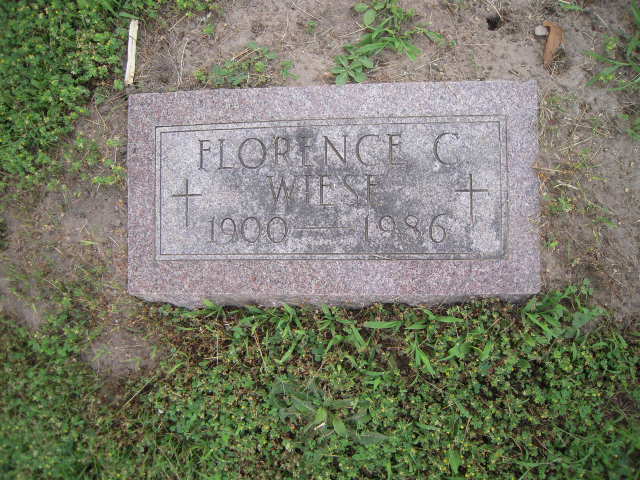 FLORENCE C
WIESE
1900 — 1986